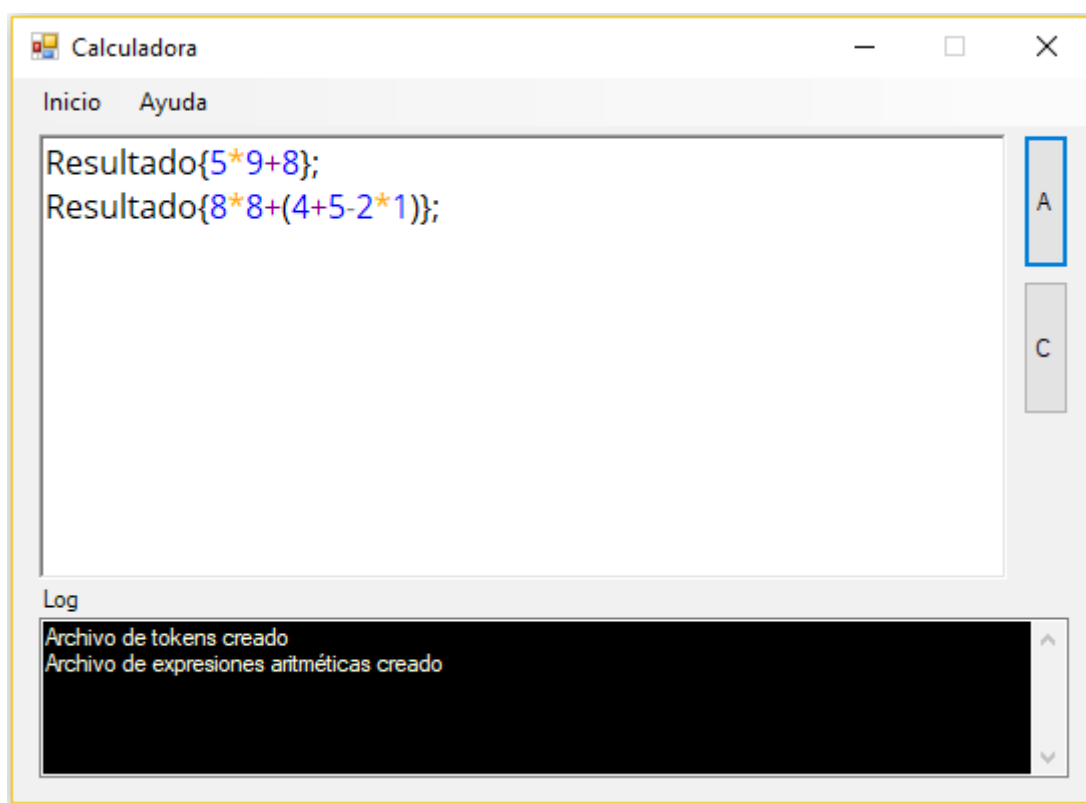 Calculadora
Inicio Ayuda
Resultado{5*9+8};
Resultado{8*8+(4+5-2*1)};
A
C
Log
Archivo de tokens creado
Archivo de expresiones aritméticas creado